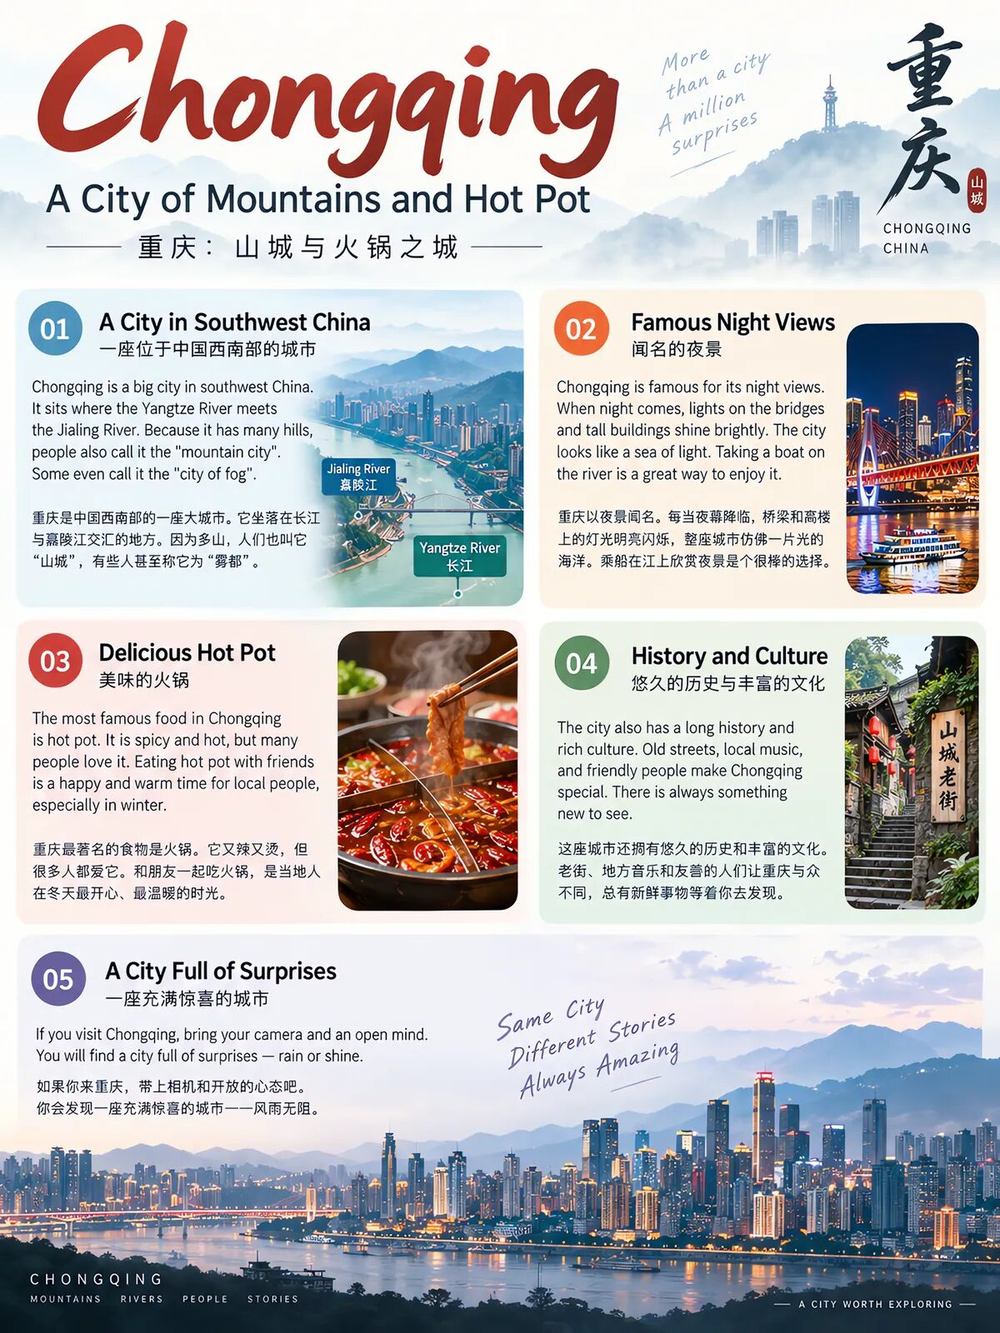 Chongqing
A City of Mountains and Hot Pot
重庆：山城与火锅之城
More
than a city
A million
surprises
重庆
山城
CHONGQING
CHINA
01
A City in Southwest China
一座位于中国西南部的城市
Chongqing is a big city in southwest China.
It sits where the Yangtze River meets
the Jialing River. Because it has many hills,
people also call it the "mountain city".
Some even call it the "city of fog".
重庆是中国西南部的一座大城市。它坐落在长江
与嘉陵江交汇的地方。因为多山，人们也叫它
“山城”，有些人甚至称它为“雾都”。
Jialing River
嘉陵江
Yangtze River
长江
02
Famous Night Views
闻名的夜景
Chongqing is famous for its night views.
When night comes, lights on the bridges
and tall buildings shine brightly. The city
looks like a sea of light. Taking a boat on
the river is a great way to enjoy it.
重庆以夜景闻名。每当夜幕降临，桥梁和高楼
上的灯光明亮闪烁，整座城市仿佛一片光的
海洋。乘船在江上欣赏夜景是个很棒的选择。
03
Delicious Hot Pot
美味的火锅
The most famous food in Chongqing
is hot pot. It is spicy and hot, but many
people love it. Eating hot pot with friends
is a happy and warm time for local people,
especially in winter.
重庆最著名的食物是火锅。它又辣又烫，但
很多人都爱它。和朋友一起吃火锅，是当地人
在冬天最开心、最温暖的时光。
04
History and Culture
悠久的历史与丰富的文化
The city also has a long history and
rich culture. Old streets, local music,
and friendly people make Chongqing
special. There is always something
new to see.
这座城市还拥有悠久的历史和丰富的文化。
老街、地方音乐和友善的人们让重庆与众
不同，总有新鲜事物等着你去发现。
山城老街
05
A City Full of Surprises
一座充满惊喜的城市
If you visit Chongqing, bring your camera and an open mind.
You will find a city full of surprises — rain or shine.
如果你来重庆，带上相机和开放的心态吧。
你会发现一座充满惊喜的城市——风雨无阻。
Same City
Different Stories
Always Amazing
CHONGQING
MOUNTAINS RIVERS PEOPLE STORIES
— A CITY WORTH EXPLORING —